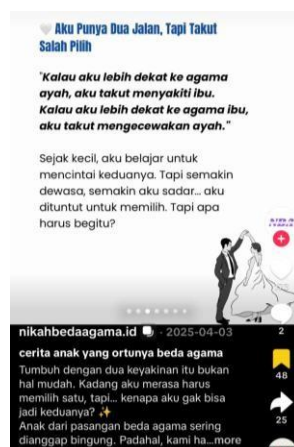 🤍 Aku Punya Dua Jalan, Tapi Takut
Salah Pilih
"Kalau aku lebih dekat ke agama
ayah, aku takut menyakiti ibu.
Kalau aku lebih dekat ke agama ibu,
aku takut mengecewakan ayah."
Sejak kecil, aku belajar untuk
mencintai keduanya. Tapi semakin
dewasa, semakin aku sadar... aku
dituntut untuk memilih. Tapi apa
harus begitu?
2
48
25
nikahbedaagama.id · 2025-04-03
cerita anak yang ortunya beda agama
Tumbuh dengan dua keyakinan itu bukan
hal mudah. Kadang aku merasa harus
memilih satu, tapi... kenapa aku gak bisa
jadi keduanya? ✨
Anak dari pasangan beda agama sering
dianggap bingung. Padahal, kami ha...more